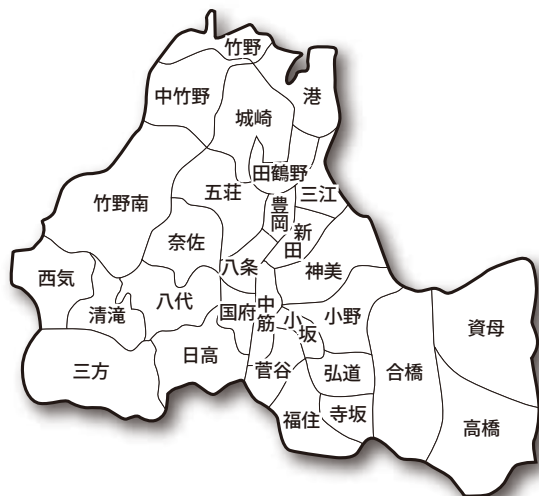 竹野
中竹野
港
城崎
田鶴野
五荘
三江
竹野南
豊岡
新田
奈佐
八条
神美
西気
八代
清滝
国府
中筋
小坂
小野
資母
日高
三方
菅谷
弘道
合橋
福住
寺坂
高橋